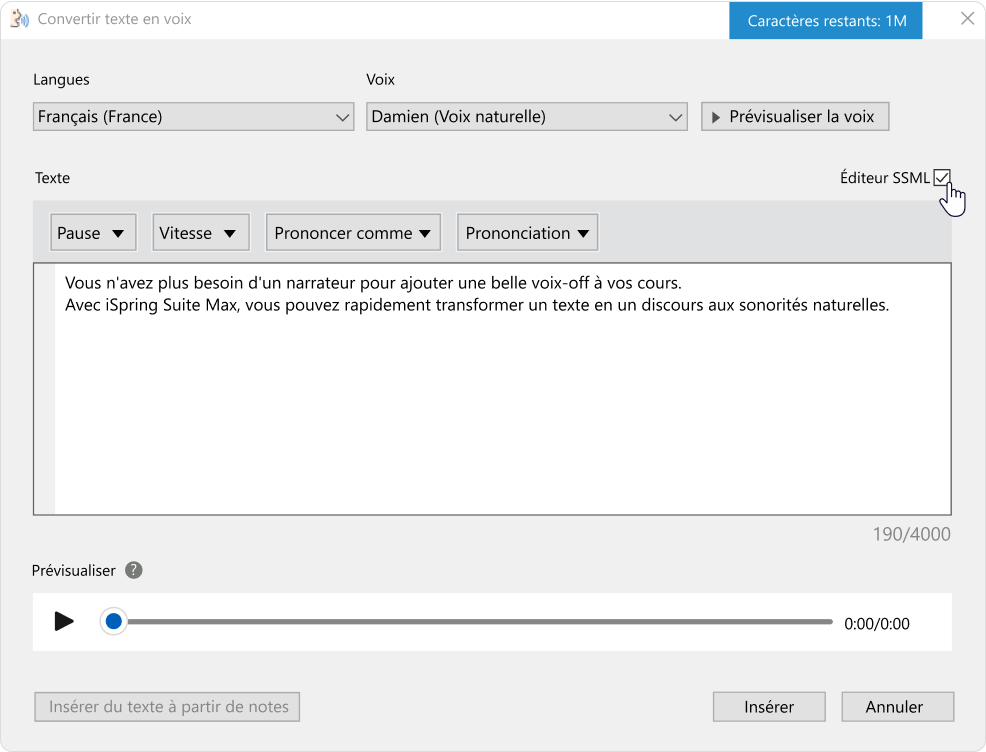 Convertir texte en voix
Caractères restants: 1M
Langues
Voix
Français (France)
Damien (Voix naturelle)
Prévisualiser la voix
Texte
Éditeur SSML
Pause
Vitesse
Prononcer comme
Prononciation
Vous n'avez plus besoin d'un narrateur pour ajouter une belle voix-off à vos cours.
Avec iSpring Suite Max, vous pouvez rapidement transformer un texte en un discours aux sonorités naturelles.
190/4000
Prévisualiser ?
0:00/0:00
Insérer du texte à partir de notes
Insérer
Annuler